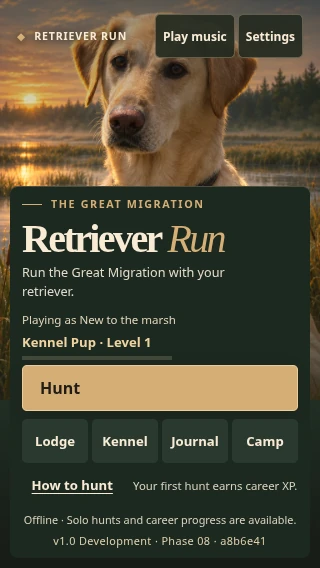 RETRIEVER RUN
Play music
Settings
THE GREAT MIGRATION
Retriever Run
Run the Great Migration with your
retriever.
Playing as New to the marsh
Kennel Pup · Level 1
Hunt
Lodge
Kennel
Journal
Camp
How to hunt
Your first hunt earns career XP.
Offline · Solo hunts and career progress are available.
v1.0 Development · Phase 08 · a8b6e41